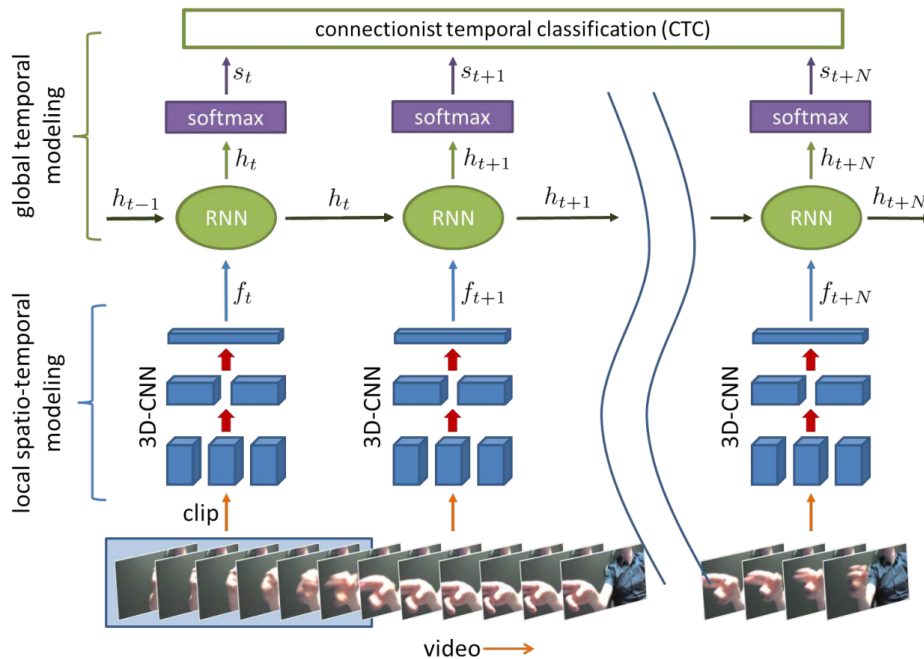 connectionist temporal classification (CTC)
s_t
s_{t+1}
s_{t+N}
softmax
softmax
softmax
global temporal
modeling
h_t
h_{t+1}
h_{t+N}
h_{t-1}
RNN
h_t
RNN
h_{t+1}
RNN
h_{t+N}
f_t
f_{t+1}
f_{t+N}
local spatio-temporal
modeling
3D-CNN
3D-CNN
3D-CNN
clip
video